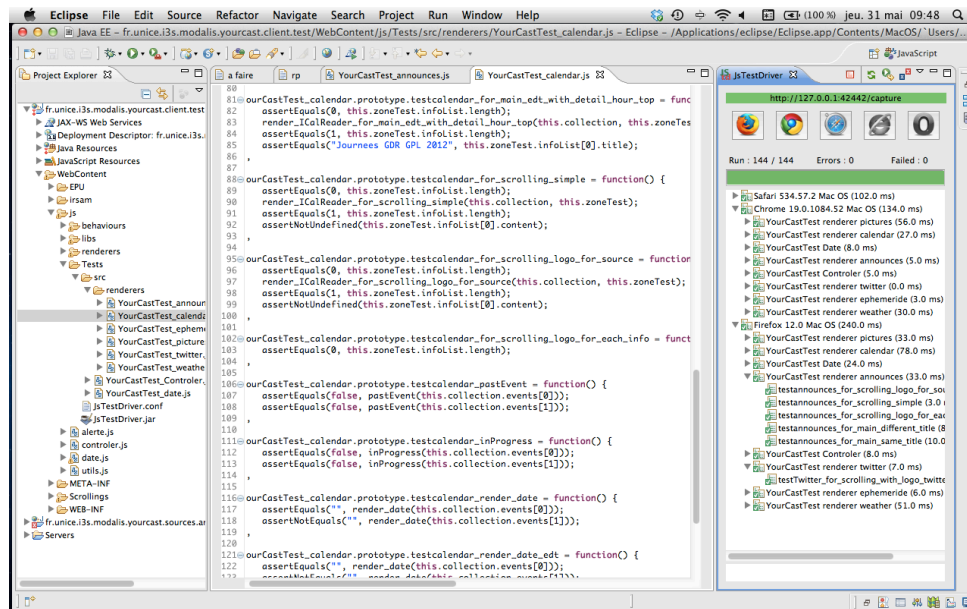 Eclipse File Edit Source Refactor Navigate Search Project Run Window Help (100 %) jeu. 31 mai 09:48
Java EE - fr.unice.i3s.modalis.yourcast.client.test/WebContent/js/Tests/src/renderers/YourCastTest_calendar.js - Eclipse - /Applications/eclipse/Eclipse.app/Contents/MacOS/`Users/.
JavaScript
Project Explorer
a faire
rp
YourCastTest_announces.js
YourCastTest_calendar.js
JsTestDriver
fr.unice.i3s.modalis.yourcast.client.test
JAX-WS Web Services
Deployment Descriptor: fr.unice.i3s.
Java Resources
JavaScript Resources
WebContent
EPU
irsam
js
behaviours
libs
renderers
Tests
src
renderers
YourCastTest_announ
YourCastTest_calenda
YourCastTest_epheme
YourCastTest_picture
YourCastTest_twitter.
YourCastTest_weathe
YourCastTest_Controler.
YourCastTest_date.js
JsTestDriver.conf
JsTestDriver.jar
alerte.js
controler.js
date.js
utils.js
META-INF
Scrollings
WEB-INF
fr.unice.i3s.modalis.yourcast.sources.ar
Servers
80
81 ourCastTest_calendar.prototype.testcalendar_for_main_edt_with_detail_hour_top = func
82 assertEquals(0, this.zoneTest.infoList.length);
83 render_ICalReader_for_main_edt_with_detail_hour_top(this.collection, this.zoneTes
84 assertEquals(1, this.zoneTest.infoList.length);
85 assertEquals("Journees GDR GPL 2012", this.zoneTest.infoList[0].title);
86 ,
87
88 ourCastTest_calendar.prototype.testcalendar_for_scrolling_simple = function() {
89 assertEquals(0, this.zoneTest.infoList.length);
90 render_ICalReader_for_scrolling_simple(this.collection, this.zoneTest);
91 assertEquals(1, this.zoneTest.infoList.length);
92 assertNotUndefined(this.zoneTest.infoList[0].content);
93 ,
94
95 ourCastTest_calendar.prototype.testcalendar_for_scrolling_logo_for_source = function
96 assertEquals(0, this.zoneTest.infoList.length);
97 render_ICalReader_for_scrolling_logo_for_source(this.collection, this.zoneTest);
98 assertEquals(1, this.zoneTest.infoList.length);
99 assertNotUndefined(this.zoneTest.infoList[0].content);
100 ,
101
102 ourCastTest_calendar.prototype.testcalendar_for_scrolling_logo_for_each_info = funct
103 assertEquals(0, this.zoneTest.infoList.length);
104 ,
105
106 ourCastTest_calendar.prototype.testcalendar_pastEvent = function() {
107 assertEquals(false, pastEvent(this.collection.events[0]));
108 assertEquals(false, pastEvent(this.collection.events[1]));
109 ,
110
111 ourCastTest_calendar.prototype.testcalendar_inProgress = function() {
112 assertEquals(false, inProgress(this.collection.events[0]));
113 assertEquals(false, inProgress(this.collection.events[1]));
114 ,
115
116 ourCastTest_calendar.prototype.testcalendar_render_date = function() {
117 assertEquals("", render_date(this.collection.events[0]));
118 assertNotEquals("", render_date(this.collection.events[1]));
119 ,
120
121 ourCastTest_calendar.prototype.testcalendar_render_date_edt = function() {
122 assertEquals("", render_date(this.collection.events[0]));
http://127.0.0.1:42442/capture
Run : 144 / 144 Errors : 0 Failed : 0
Safari 534.57.2 Mac OS (102.0 ms)
Chrome 19.0.1084.52 Mac OS (134.0 ms)
YourCastTest renderer pictures (56.0 ms)
YourCastTest renderer calendar (27.0 ms)
YourCastTest Date (8.0 ms)
YourCastTest renderer announces (5.0 ms)
YourCastTest Controler (5.0 ms)
YourCastTest renderer twitter (0.0 ms)
YourCastTest renderer ephemeride (3.0 ms)
YourCastTest renderer weather (30.0 ms)
Firefox 12.0 Mac OS (240.0 ms)
YourCastTest renderer pictures (33.0 ms)
YourCastTest renderer calendar (78.0 ms)
YourCastTest Date (24.0 ms)
YourCastTest renderer announces (33.0 ms)
testannounces_for_scrolling_logo_for_sou
testannounces_for_scrolling_simple (3.0
testannounces_for_scrolling_logo_for_eac
testannounces_for_main_different_title (8
testannounces_for_main_same_title (10.0
YourCastTest Controler (8.0 ms)
YourCastTest renderer twitter (7.0 ms)
testTwitter_for_scrolling_with_logo_twitte
YourCastTest renderer ephemeride (6.0 ms)
YourCastTest renderer weather (51.0 ms)